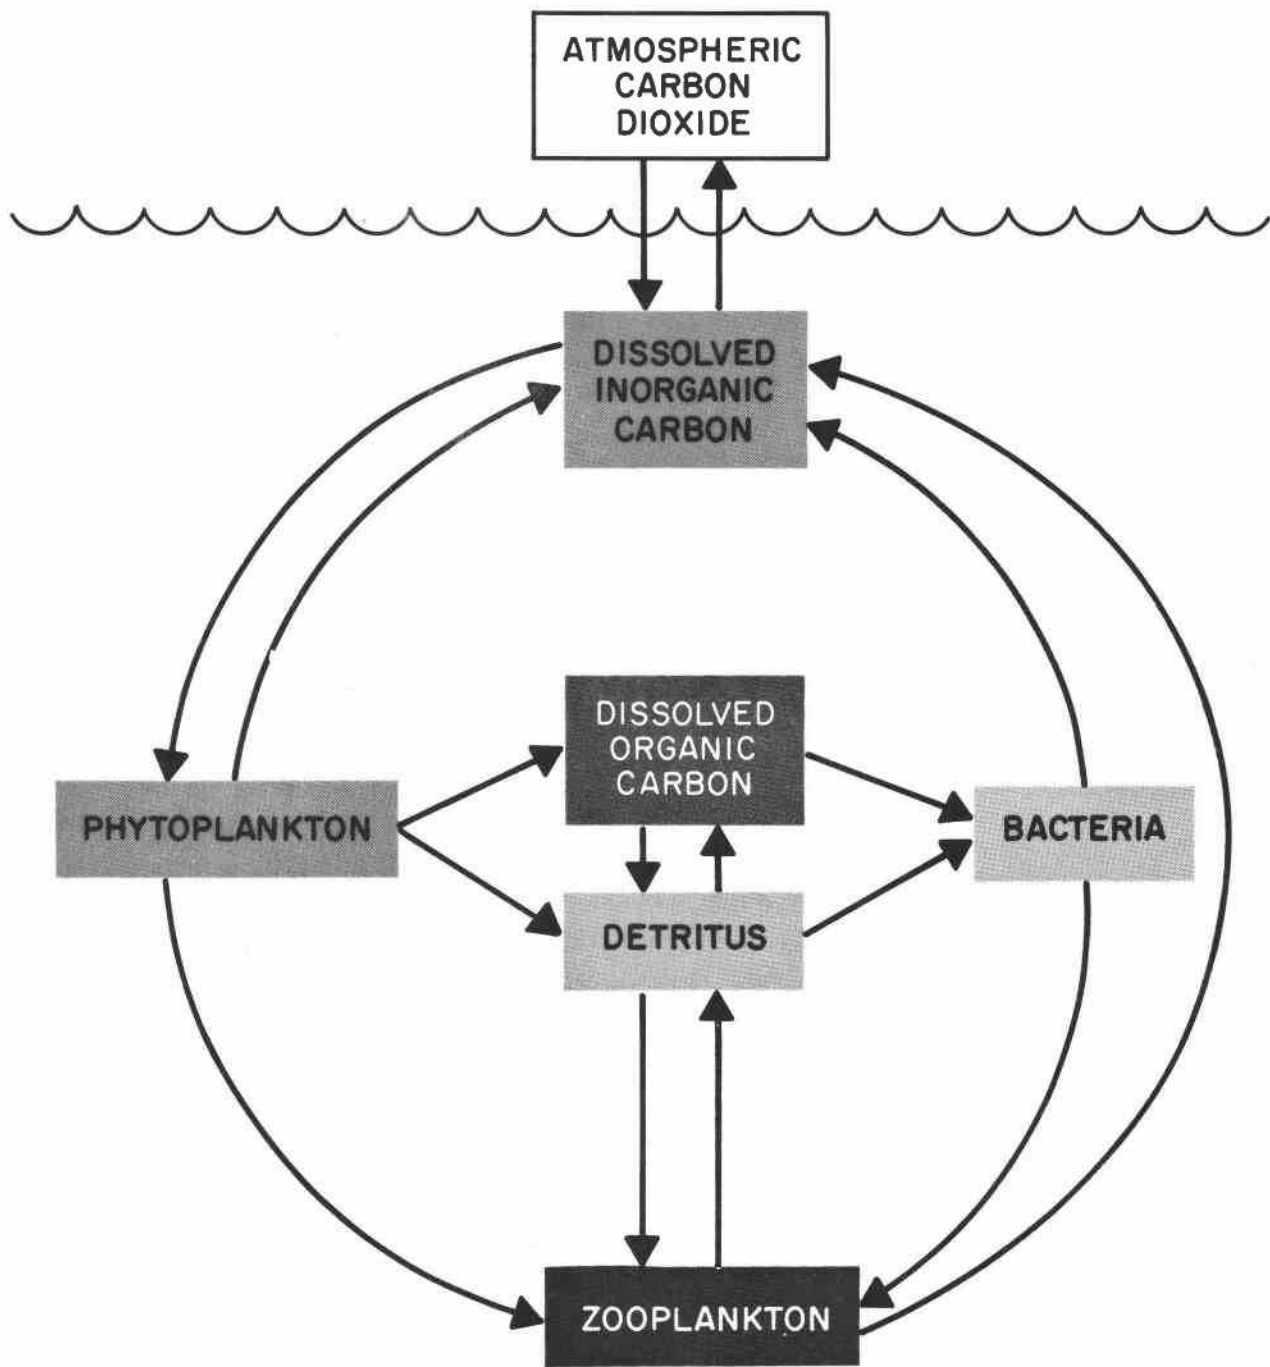 ATMOSPHERIC
CARBON
DIOXIDE
DISSOLVED
INORGANIC
CARBON
DISSOLVED
ORGANIC
CARBON
PHYTOPLANKTON
BACTERIA
DETRITUS
ZOOPLANKTON